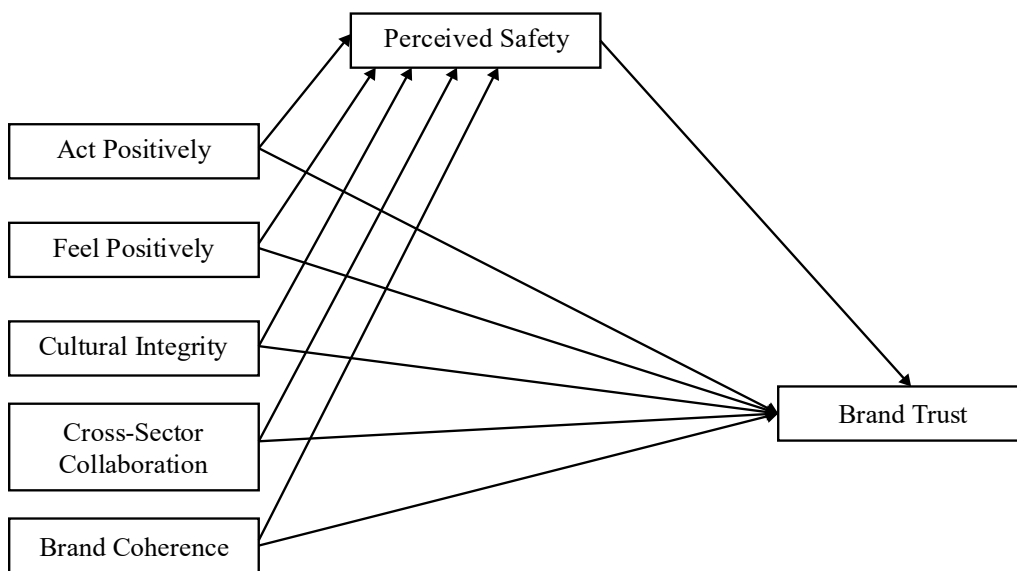 Perceived Safety
Act Positively
Feel Positively
Cultural Integrity
Cross-Sector
Collaboration
Brand Trust
Brand Coherence